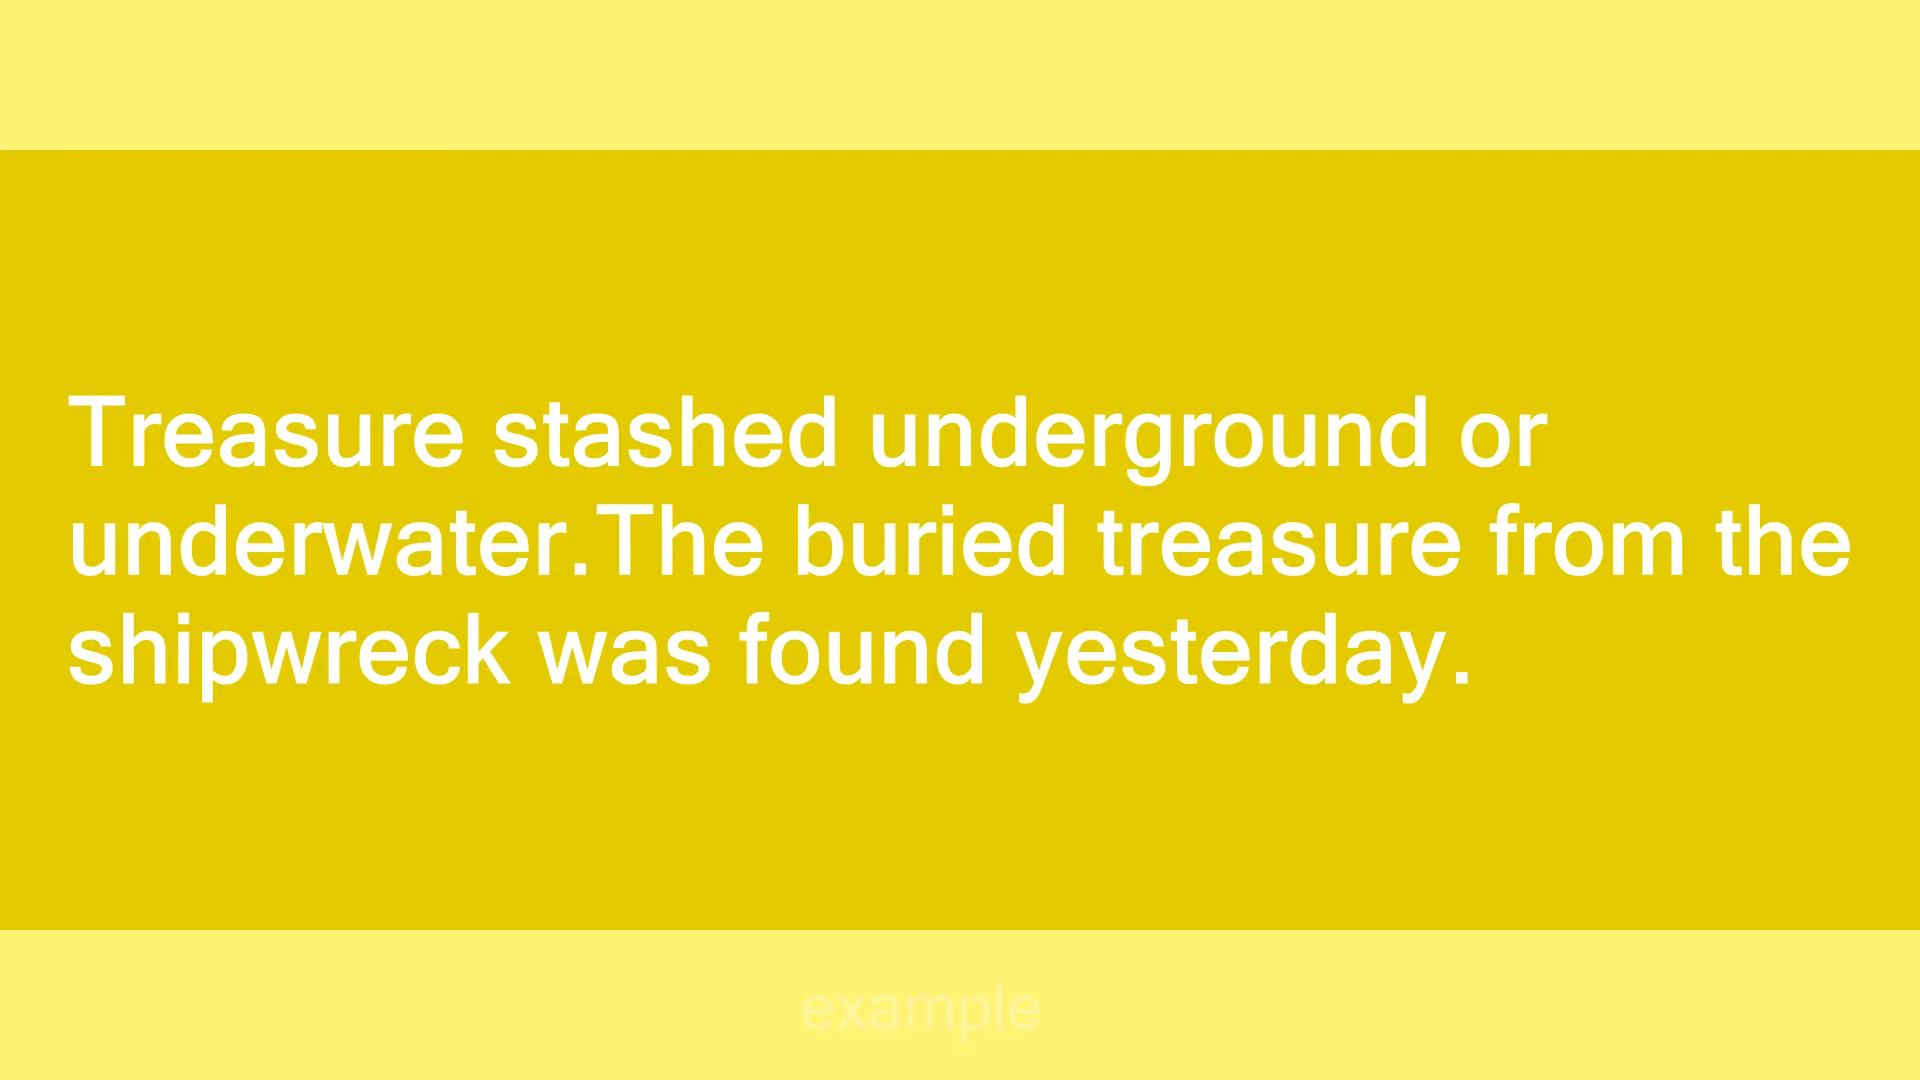 Treasure stashed underground or
underwater.The buried treasure from the
shipwreck was found yesterday.
example